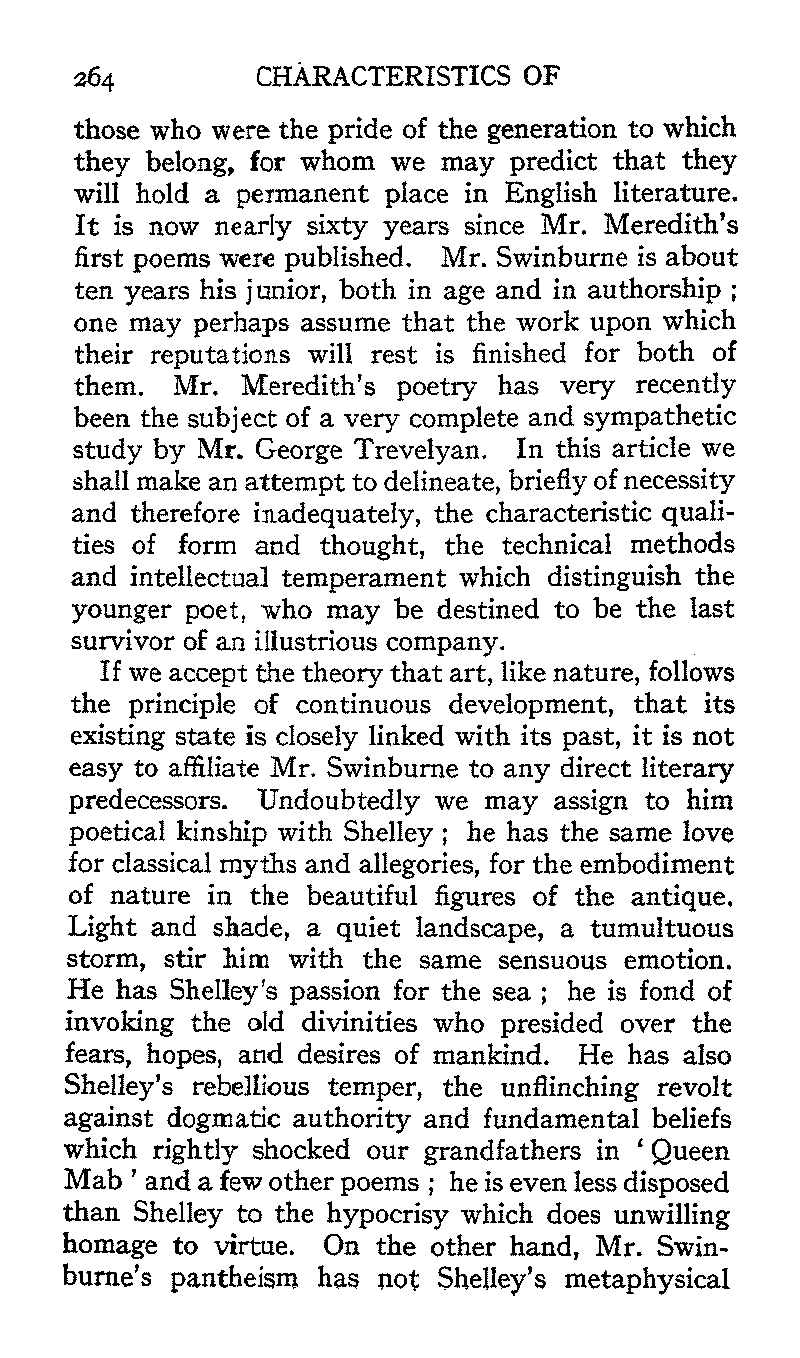 264 CHARACTERISTICS OF
those who were the pride of the generation to which
they belong, for whom we may predict that they
will hold a permanent place in English literature.
It is now nearly sixty years since Mr. Meredith's
first poems were published. Mr. Swinburne is about
ten years his junior, both in age and in authorship ;
one may perhaps assume that the work upon which
their reputations will rest is finished for both of
them. Mr. Meredith's poetry has very recently
been the subject of a very complete and sympathetic
study by Mr. George Trevelyan. In this article we
shall make an attempt to delineate, briefly of necessity
and therefore inadequately, the characteristic quali-
ties of form and thought, the technical methods
and intellectual temperament which distinguish the
younger poet, who may be destined to be the last
survivor of an illustrious company.
If we accept the theory that art, like nature, follows
the principle of continuous development, that its
existing state is closely linked with its past, it is not
easy to affiliate Mr. Swinburne to any direct literary
predecessors. Undoubtedly we may assign to him
poetical kinship with Shelley ; he has the same love
for classical myths and allegories, for the embodiment
of nature in the beautiful figures of the antique.
Light and shade, a quiet landscape, a tumultuous
storm, stir him with the same sensuous emotion.
He has Shelley's passion for the sea ; he is fond of
invoking the old divinities who presided over the
fears, hopes, and desires of mankind. He has also
Shelley's rebellious temper, the unflinching revolt
against dogmatic authority and fundamental beliefs
which rightly shocked our grandfathers in ‘ Queen
Mab ’ and a few other poems ; he is even less disposed
than Shelley to the hypocrisy which does unwilling
homage to virtue. On the other hand, Mr. Swin-
burne's pantheism has not Shelley's metaphysical